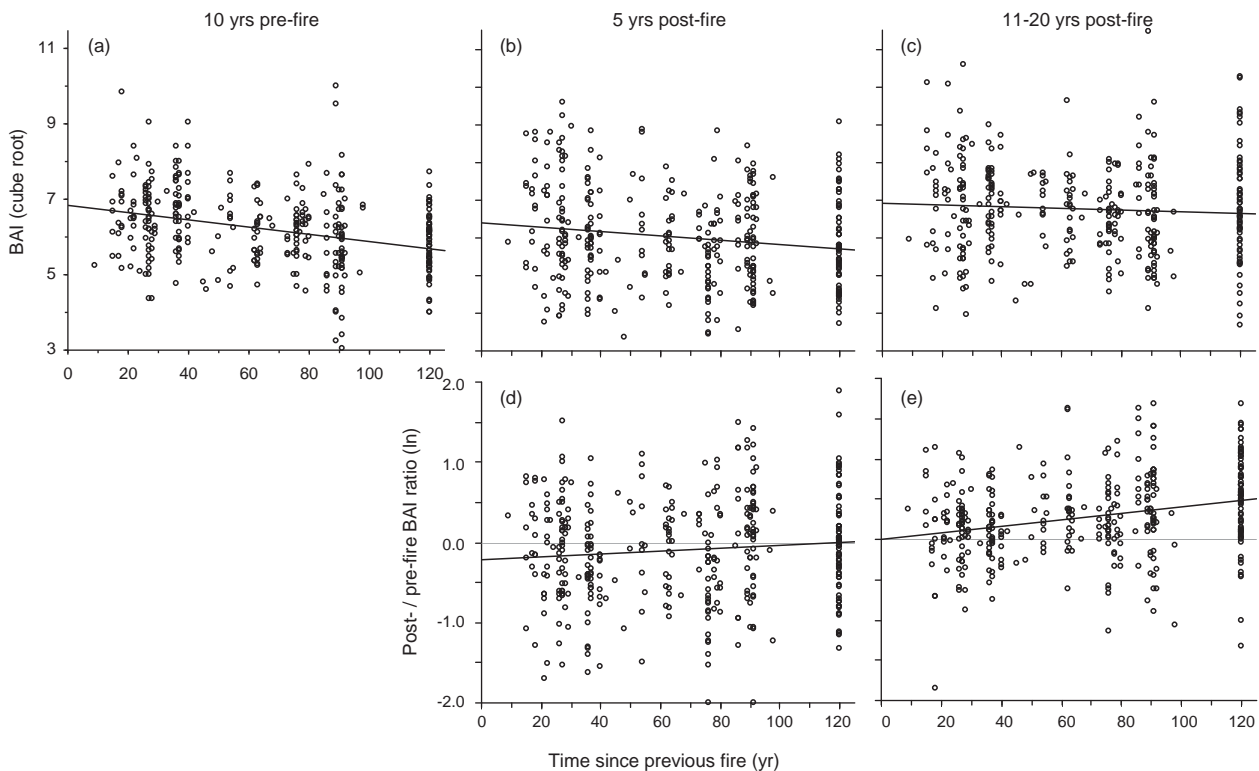 10 yrs pre-fire
5 yrs post-fire
11-20 yrs post-fire
(a)
(b)
(c)
BAI (cube root)
11
9
7
5
3
0 20 40 60 80 100 120
(d)
(e)
Post- / pre-fire BAI ratio (ln)
2.0
1.0
0.0
-1.0
-2.0
0 20 40 60 80 100 120
0 20 40 60 80 100 120
Time since previous fire (yr)